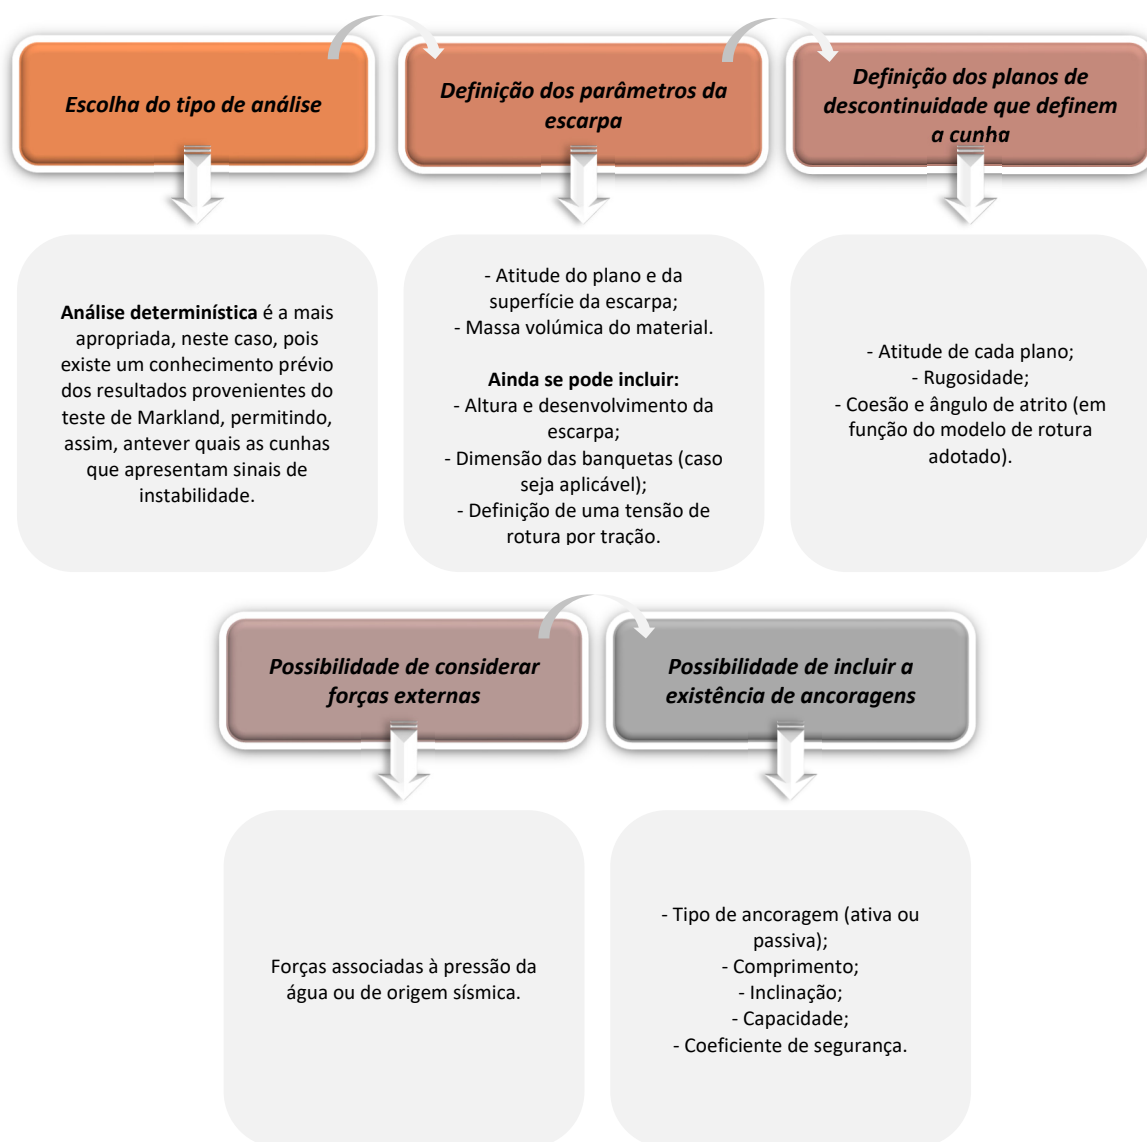 Escolha do tipo de análise
Definição dos parâmetros da
escarpa
Definição dos planos de
descontinuidade que definem
a cunha
Análise determinística é a mais
apropriada, neste caso, pois
existe um conhecimento prévio
dos resultados provenientes do
teste de Markland, permitindo,
assim, antever quais as cunhas
que apresentam sinais de
instabilidade.
- Atitude do plano e da
superfície da escarpa;
- Massa volúmica do material.
Ainda se pode incluir:
- Altura e desenvolvimento da
escarpa;
- Dimensão das banquetas (caso
seja aplicável);
- Definição de uma tensão de
rotura por tração.
- Atitude de cada plano;
- Rugosidade;
- Coesão e ângulo de atrito (em
função do modelo de rotura
adotado).
Possibilidade de considerar
forças externas
Possibilidade de incluir a
existência de ancoragens
Forças associadas à pressão da
água ou de origem sísmica.
- Tipo de ancoragem (ativa ou
passiva);
- Comprimento;
- Inclinação;
- Capacidade;
- Coeficiente de segurança.